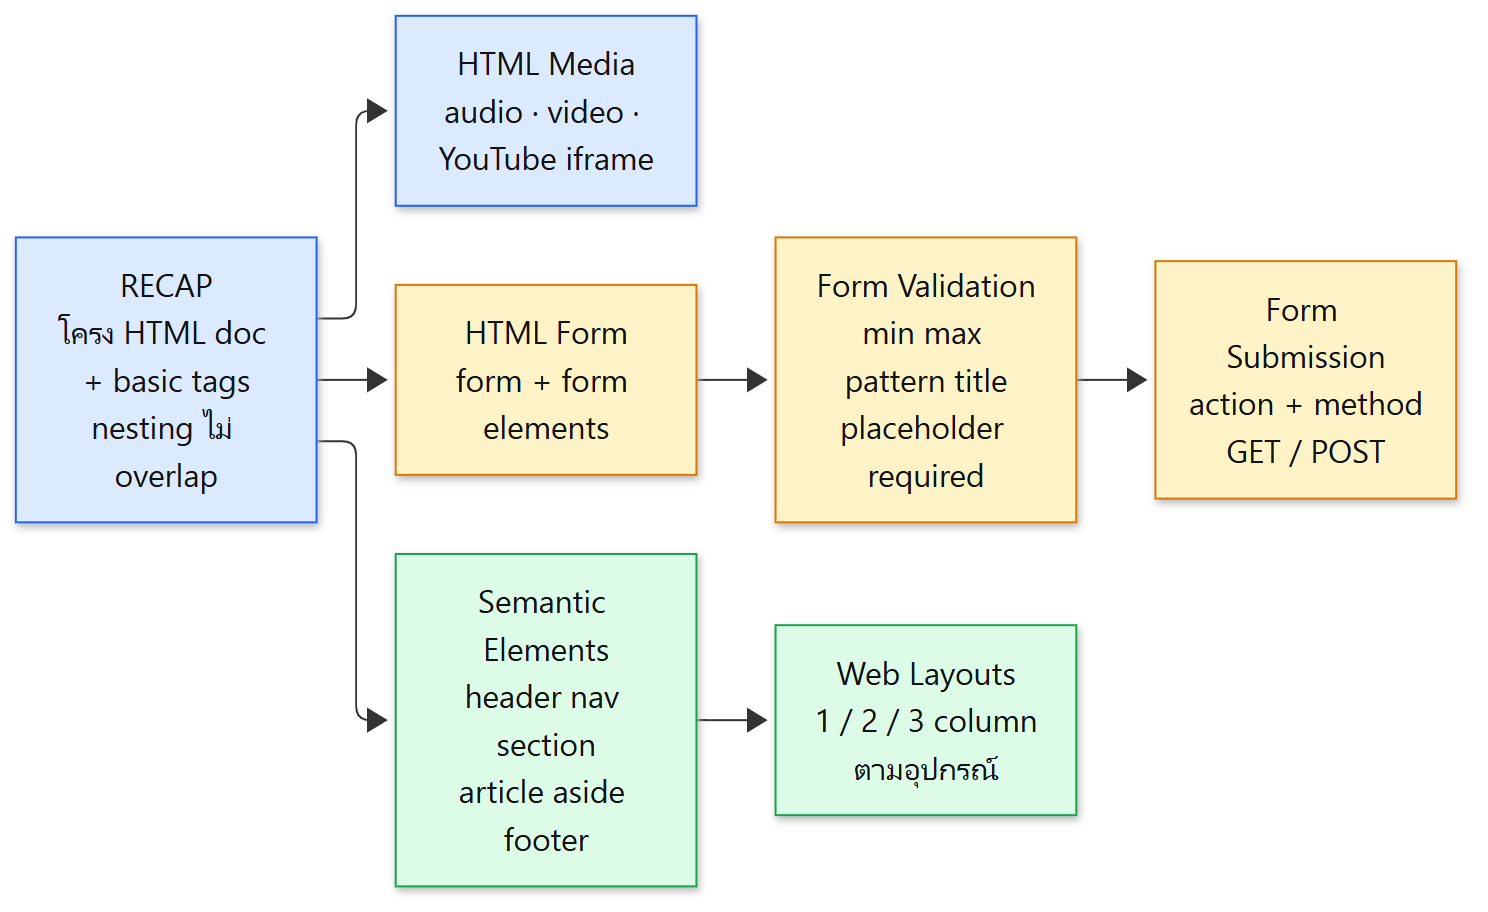 HTML Media
audio · video ·
YouTube iframe
RECAP
โครง HTML doc
+ basic tags
nesting ไม่
overlap
HTML Form
form + form
elements
Form Validation
min max
pattern title
placeholder
required
Form
Submission
action + method
GET / POST
Semantic
Elements
header nav
section
article aside
footer
Web Layouts
1 / 2 / 3 column
ตามอุปกรณ์